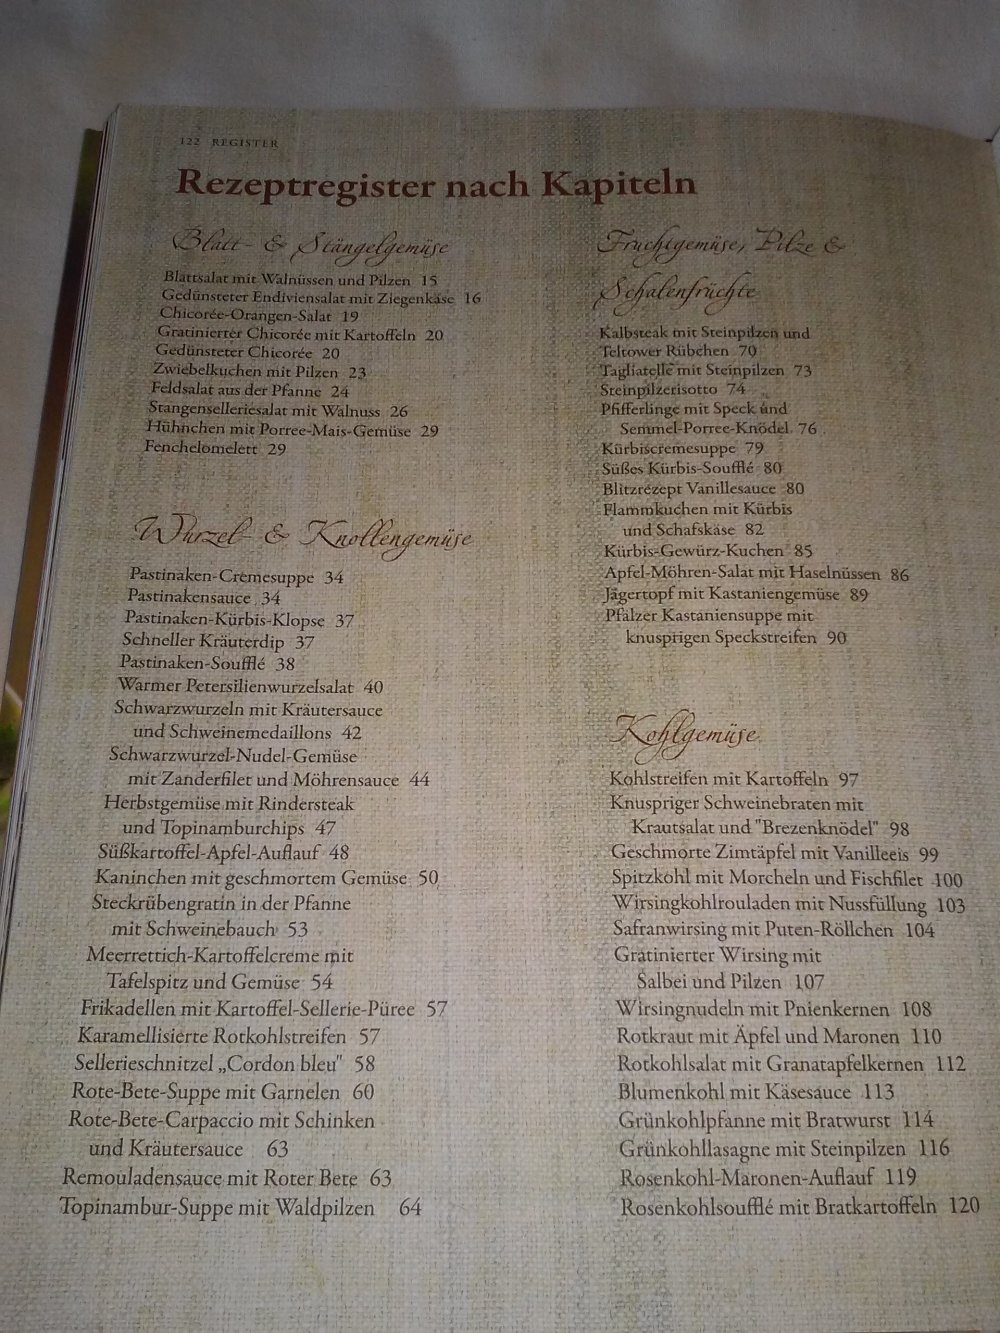 122 REGISTER
Rezeptregister nach Kapiteln
Blatt- & Stängelgemüse
Blattsalat mit Walnüssen und Pilzen 15
Gedünsteter Endiviensalat mit Ziegenkäse 16
Chicorée-Orangen-Salat 19
Gratinierter Chicorée mit Kartoffeln 20
Gedünsteter Chicorée 20
Zwiebelkuchen mit Pilzen 23
Feldsalat aus der Pfanne 24
Stangenselleriesalat mit Walnuss 26
Hühnchen mit Porree-Mais-Gemüse 29
Fenchelomelett 29
Wurzel- & Knollengemüse
Pastinaken-Cremesuppe 34
Pastinakensauce 34
Pastinaken-Kürbis-Klopse 37
Schneller Kräuterdip 37
Pastinaken-Soufflé 38
Warmer Petersilienwurzelsalat 40
Schwarzwurzeln mit Kräutersauce
und Schweinemedaillons 42
Schwarzwurzel-Nudel-Gemüse
mit Zanderfilet und Möhrensauce 44
Herbstgemüse mit Rindersteak
und Topinamburchips 47
Süßkartoffel-Apfel-Auflauf 48
Kaninchen mit geschmortem Gemüse 50
Steckrübengratin in der Pfanne
mit Schweinebauch 53
Meerrettich-Kartoffelcreme mit
Tafelspitz und Gemüse 54
Frikadellen mit Kartoffel-Sellerie-Püree 57
Karamellisierte Rotkohlstreifen 57
Sellerieschnitzel „Cordon bleu" 58
Rote-Bete-Suppe mit Garnelen 60
Rote-Bete-Carpaccio mit Schinken
und Kräutersauce 63
Remouladensauce mit Roter Bete 63
Topinambur-Suppe mit Waldpilzen 64
Fruchtgemüse, Pilze &
Schalenfrüchte
Kalbsteak mit Steinpilzen und
Teltower Rübchen 70
Tagliatelle mit Steinpilzen 73
Steinpilzrisotto 74
Pfifferlinge mit Speck und
Semmel-Porree-Knödel 76
Kürbiscremesuppe 79
Süßes Kürbis-Soufflé 80
Blitzrezept Vanillesauce 80
Flammkuchen mit Kürbis
und Schafskäse 82
Kürbis-Gewürz-Kuchen 85
Apfel-Möhren-Salat mit Haselnüssen 86
Jägertopf mit Kastaniengemüse 89
Pfälzer Kastaniensuppe mit
knusprigen Speckstreifen 90
Kohlgemüse
Kohlstreifen mit Kartoffeln 97
Knuspriger Schweinebraten mit
Krautsalat und "Brezenknödel" 98
Geschmorte Zimtäpfel mit Vanilleeis 99
Spitzkohl mit Morcheln und Fischfilet 100
Wirsingkohlrouladen mit Nussfüllung 103
Safranwirsing mit Puten-Röllchen 104
Gratinierter Wirsing mit
Salbei und Pilzen 107
Wirsingnudeln mit Pnienkernen 108
Rotkraut mit Äpfel und Maronen 110
Rotkohlsalat mit Granatapfelkernen 112
Blumenkohl mit Käsesauce 113
Grünkohlpfanne mit Bratwurst 114
Grünkohllasagne mit Steinpilzen 116
Rosenkohl-Maronen-Auflauf 119
Rosenkohlsoufflé mit Bratkartoffeln 120